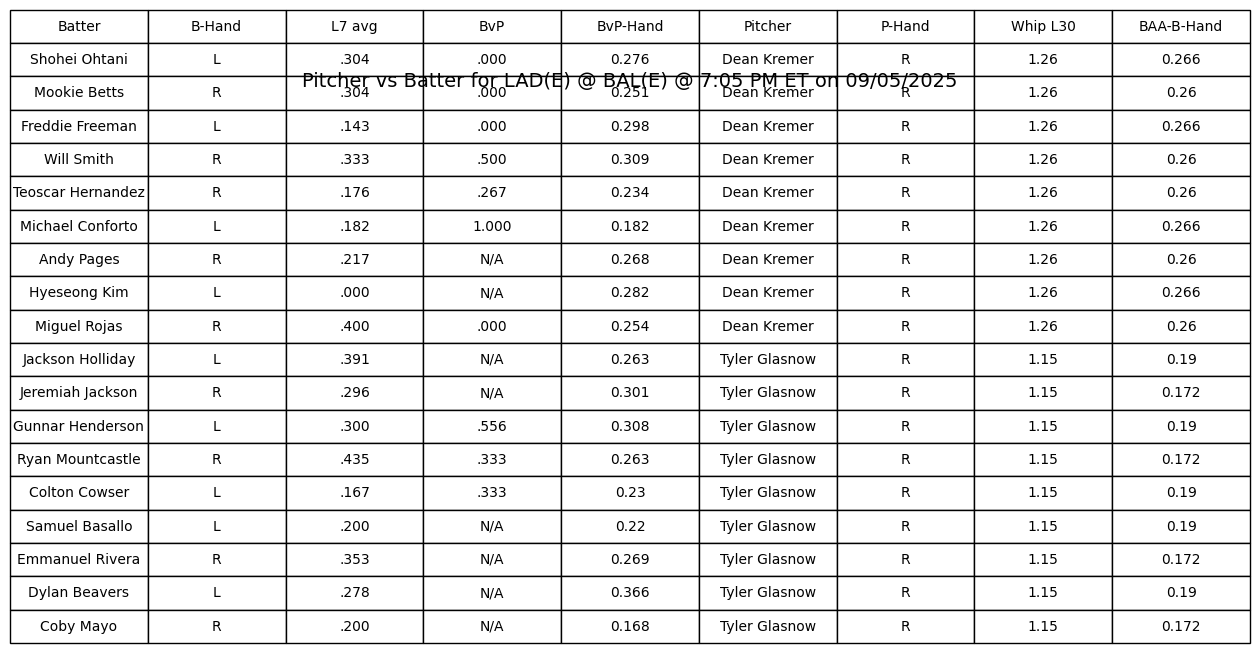 Batter B-Hand L7 avg BvP BvP-Hand Pitcher P-Hand Whip L30 BAA-B-Hand
Shohei Ohtani L .304 .000 0.276 Dean Kremer R 1.26 0.266
Pitcher vs Batter for LAD(E) @ BAL(E) @ 7:05 PM ET on 09/05/2025
Mookie Betts R .304 .000 0.251 Dean Kremer R 1.26 0.26
Freddie Freeman L .143 .000 0.298 Dean Kremer R 1.26 0.266
Will Smith R .333 .500 0.309 Dean Kremer R 1.26 0.26
Teoscar Hernandez R .176 .267 0.234 Dean Kremer R 1.26 0.26
Michael Conforto L .182 1.000 0.182 Dean Kremer R 1.26 0.266
Andy Pages R .217 N/A 0.268 Dean Kremer R 1.26 0.26
Hyeseong Kim L .000 N/A 0.282 Dean Kremer R 1.26 0.266
Miguel Rojas R .400 .000 0.254 Dean Kremer R 1.26 0.26
Jackson Holliday L .391 N/A 0.263 Tyler Glasnow R 1.15 0.19
Jeremiah Jackson R .296 N/A 0.301 Tyler Glasnow R 1.15 0.172
Gunnar Henderson L .300 .556 0.308 Tyler Glasnow R 1.15 0.19
Ryan Mountcastle R .435 .333 0.263 Tyler Glasnow R 1.15 0.172
Colton Cowser L .167 .333 0.23 Tyler Glasnow R 1.15 0.19
Samuel Basallo L .200 N/A 0.22 Tyler Glasnow R 1.15 0.19
Emmanuel Rivera R .353 N/A 0.269 Tyler Glasnow R 1.15 0.172
Dylan Beavers L .278 N/A 0.366 Tyler Glasnow R 1.15 0.19
Coby Mayo R .200 N/A 0.168 Tyler Glasnow R 1.15 0.172